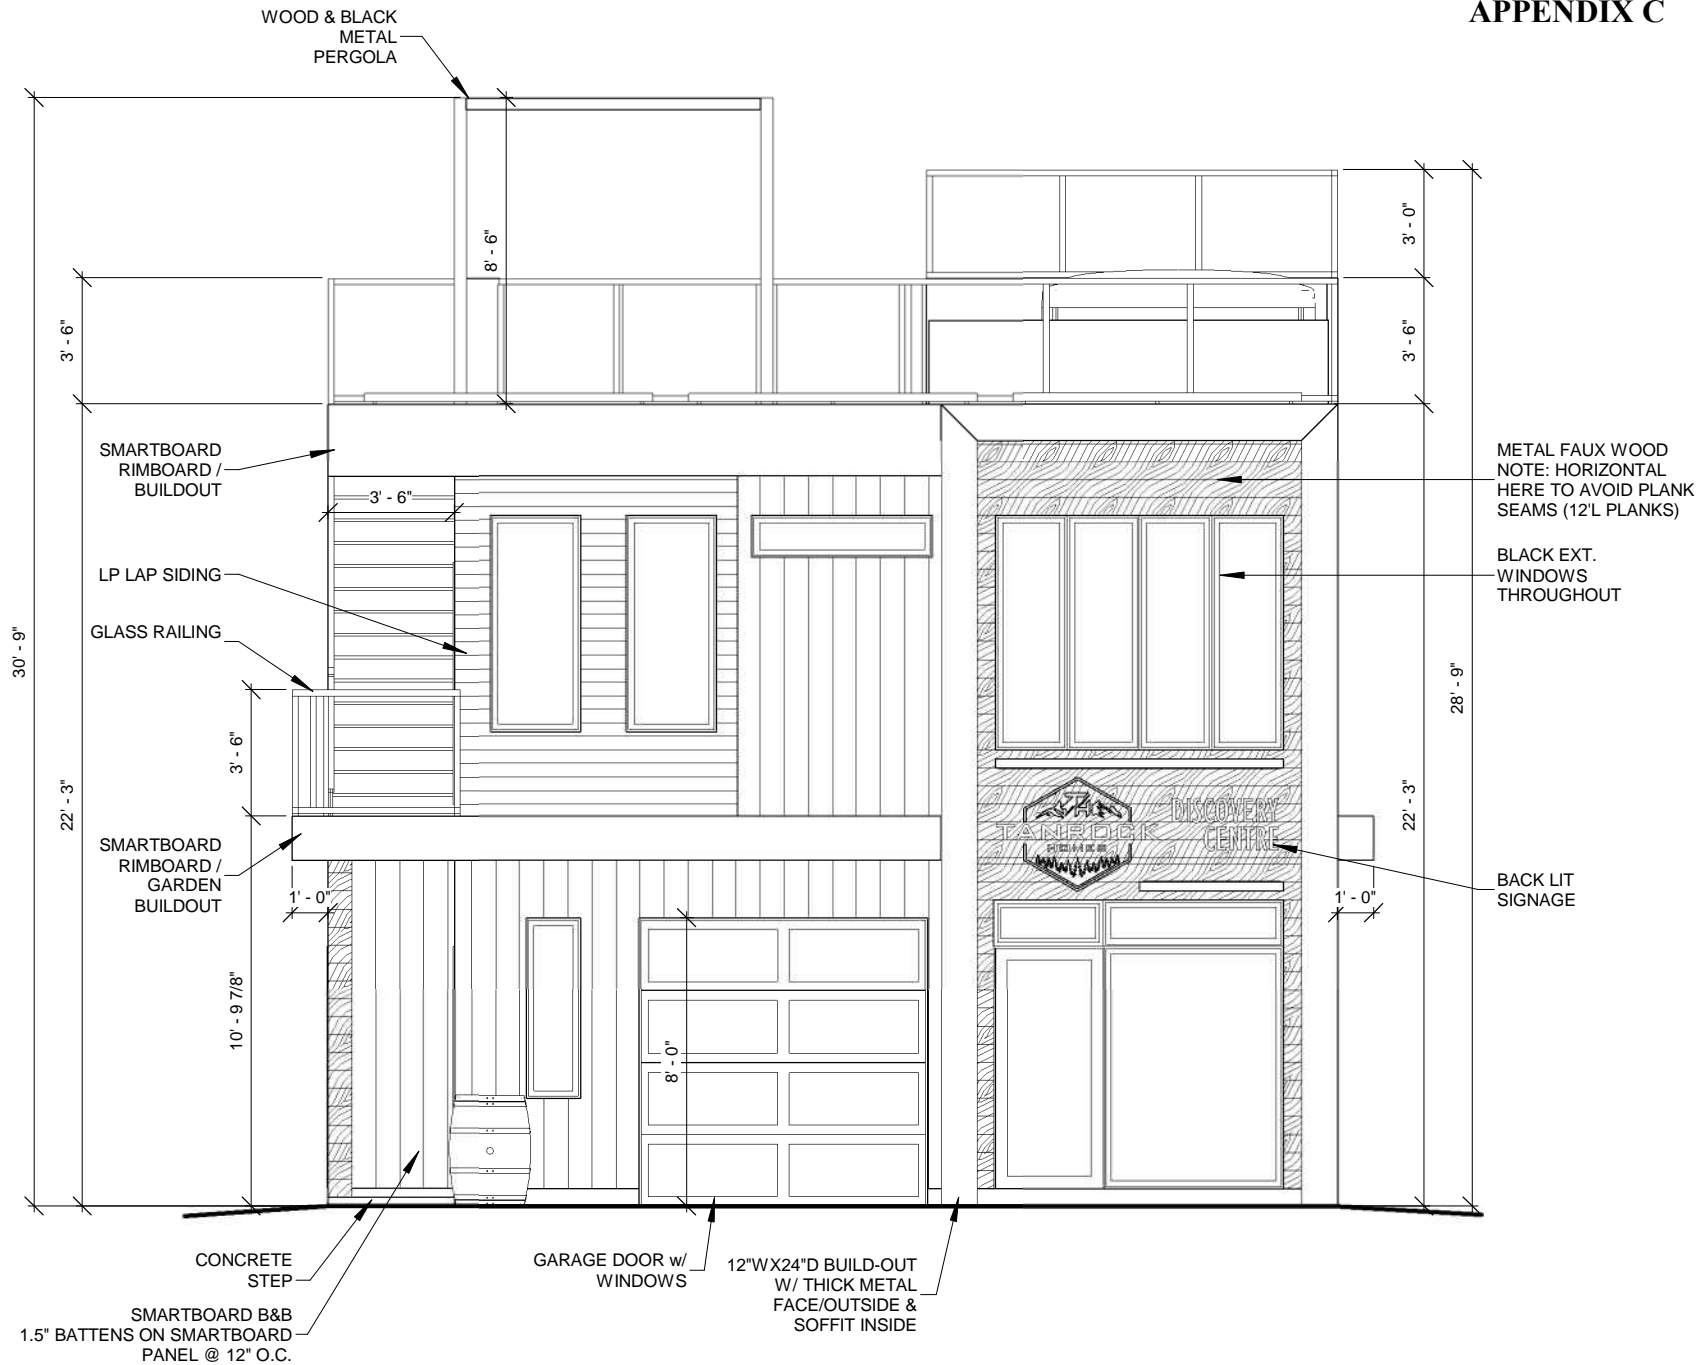 APPENDIX C
WOOD & BLACK
METAL
PERGOLA
8' - 6"
3' - 0"
3' - 6"
3' - 6"
SMARTBOARD
RIMBOARD /
BUILDOUT
3' - 6"
METAL FAUX WOOD
NOTE: HORIZONTAL
HERE TO AVOID PLANK
SEAMS (12'L PLANKS)
LP LAP SIDING
BLACK EXT.
WINDOWS
THROUGHOUT
GLASS RAILING
30' - 9"
28' - 9"
3' - 6"
22' - 3"
22' - 3"
TH
TANROCK
HOMES
DISCOVERY
CENTRE
SMARTBOARD
RIMBOARD /
GARDEN
BUILDOUT
1' - 0"
1' - 0"
BACK LIT
SIGNAGE
10' - 9 7/8"
8' - 0"
CONCRETE
STEP
GARAGE DOOR w/
WINDOWS
12"WX24"D BUILD-OUT
W/ THICK METAL
FACE/OUTSIDE &
SOFFIT INSIDE
SMARTBOARD B&B
1.5" BATTENS ON SMARTBOARD
PANEL @ 12" O.C.